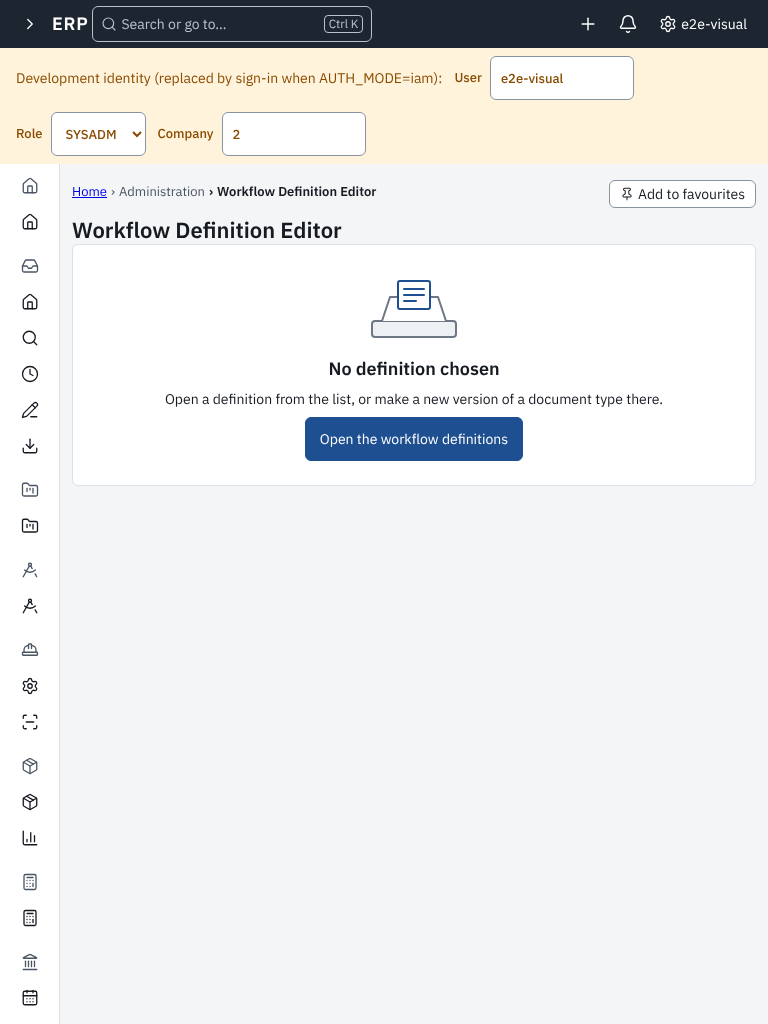 ERP
Search or go to...
Ctrl K
e2e-visual
Development identity (replaced by sign-in when AUTH_MODE=iam):
User
e2e-visual
Role
SYSADM
Company
2
Home › Administration › Workflow Definition Editor
Add to favourites
Workflow Definition Editor
No definition chosen
Open a definition from the list, or make a new version of a document type there.
Open the workflow definitions